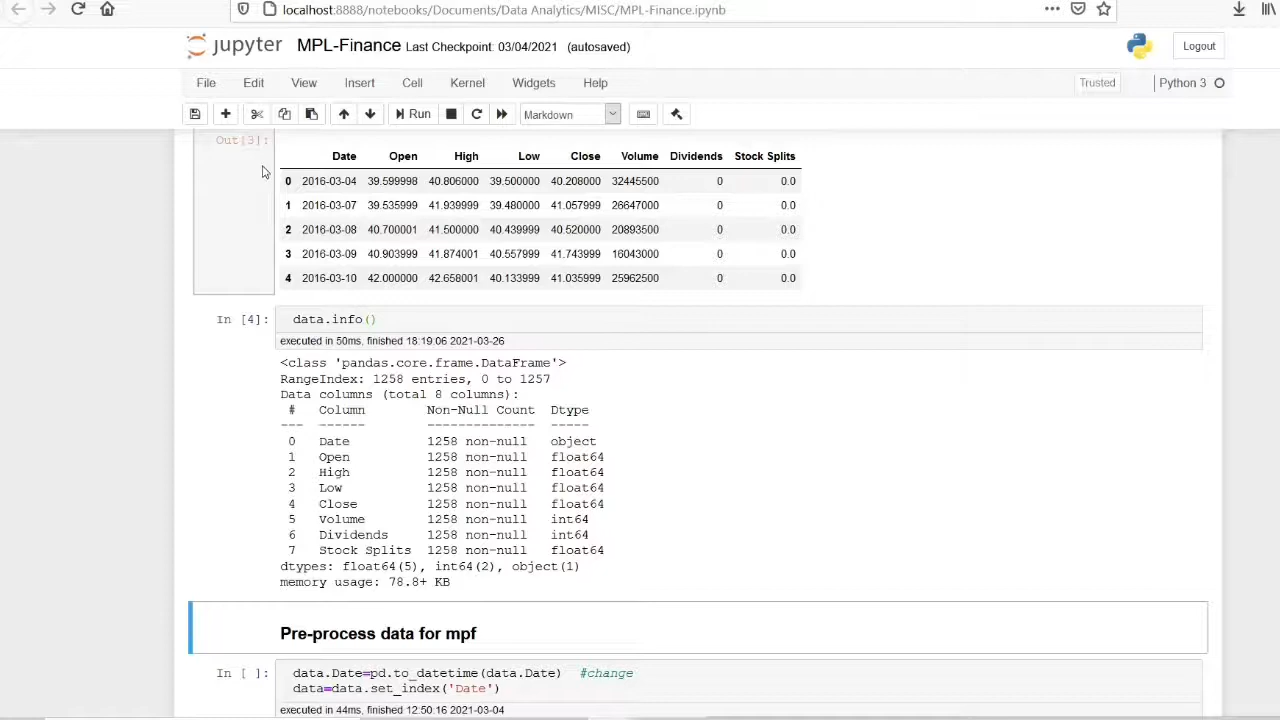 localhost:8888/notebooks/Documents/Data Analytics/MISC/MPL-Finance.ipynb
jupyter MPL-Finance Last Checkpoint: 03/04/2021 (autosaved)
Logout
File Edit View Insert Cell Kernel Widgets Help
Trusted
Python 3
Run
Markdown
Out[3]:
Date Open High Low Close Volume Dividends Stock Splits
0 2016-03-04 39.599998 40.806000 39.500000 40.208000 32445500 0 0.0
1 2016-03-07 39.535999 41.939999 39.480000 41.057999 26647000 0 0.0
2 2016-03-08 40.700001 41.500000 40.439999 40.520000 20893500 0 0.0
3 2016-03-09 40.903999 41.874001 40.557999 41.743999 16043000 0 0.0
4 2016-03-10 42.000000 42.658001 40.133999 41.035999 25962500 0 0.0
In [4]: data.info()
executed in 50ms, finished 18:19:06 2021-03-26
<class 'pandas.core.frame.DataFrame'>
RangeIndex: 1258 entries, 0 to 1257
Data columns (total 8 columns):
# Column Non-Null Count Dtype
--- ------ -------------- -----
0 Date 1258 non-null object
1 Open 1258 non-null float64
2 High 1258 non-null float64
3 Low 1258 non-null float64
4 Close 1258 non-null float64
5 Volume 1258 non-null int64
6 Dividends 1258 non-null int64
7 Stock Splits 1258 non-null float64
dtypes: float64(5), int64(2), object(1)
memory usage: 78.8+ KB
Pre-process data for mpf
In [ ]: data.Date=pd.to_datetime(data.Date) #change
data=data.set_index('Date')
executed in 44ms, finished 12:50:16 2021-03-04